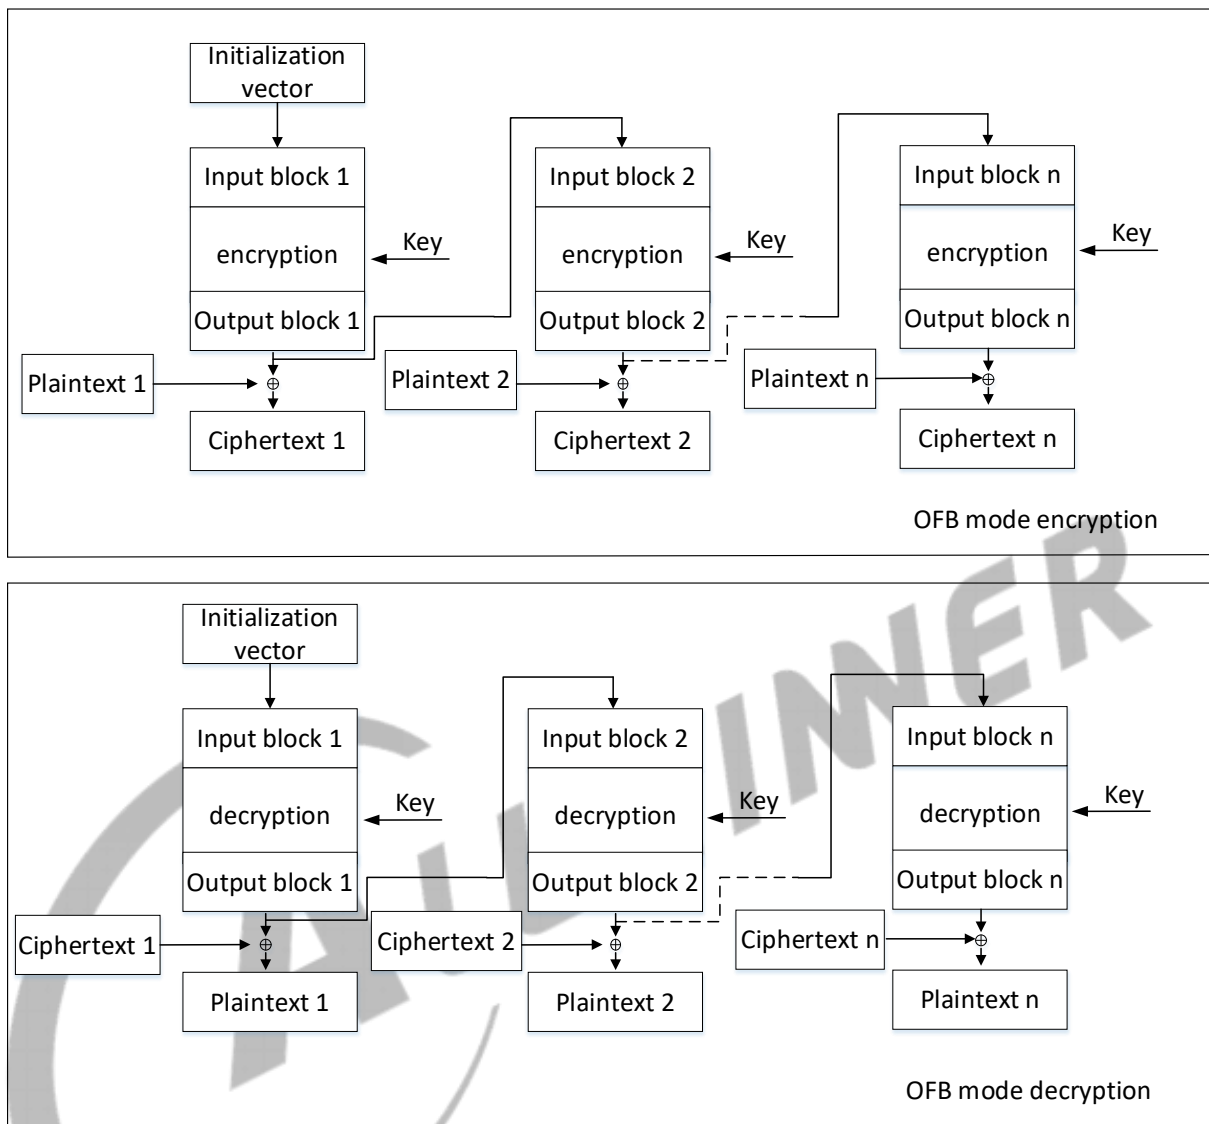 Initialization
vector
Input block 1
Input block 2
Input block n
encryption
Key
encryption
Key
encryption
Key
Output block 1
Output block 2
Output block n
Plaintext 1
Plaintext 2
Plaintext n
Ciphertext 1
Ciphertext 2
Ciphertext n
OFB mode encryption
Initialization
vector
Input block 1
Input block 2
Input block n
decryption
Key
decryption
Key
decryption
Key
Output block 1
Output block 2
Output block n
Ciphertext 1
Ciphertext 2
Ciphertext n
Plaintext 1
Plaintext 2
Plaintext n
OFB mode decryption
ALLWINNER